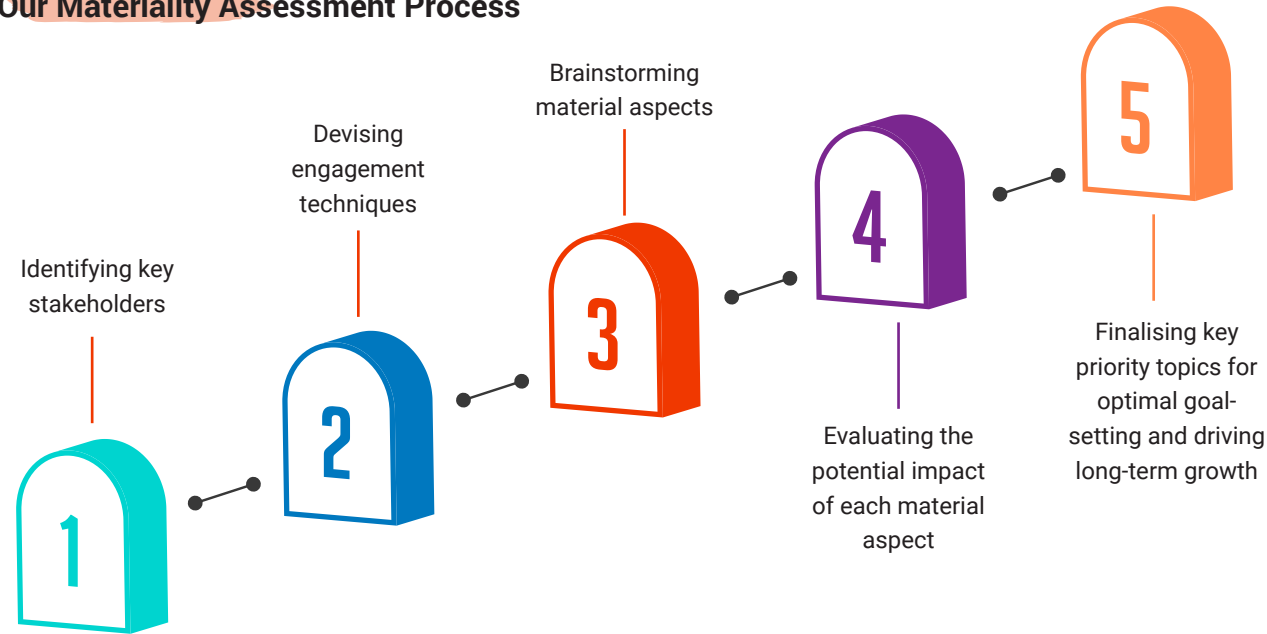 Our Materiality Assessment Process
Identifying key
stakeholders
1
Devising
engagement
techniques
2
Brainstorming
material aspects
3
4
Evaluating the
potential impact
of each material
aspect
5
Finalising key
priority topics for
optimal goal-
setting and driving
long-term growth